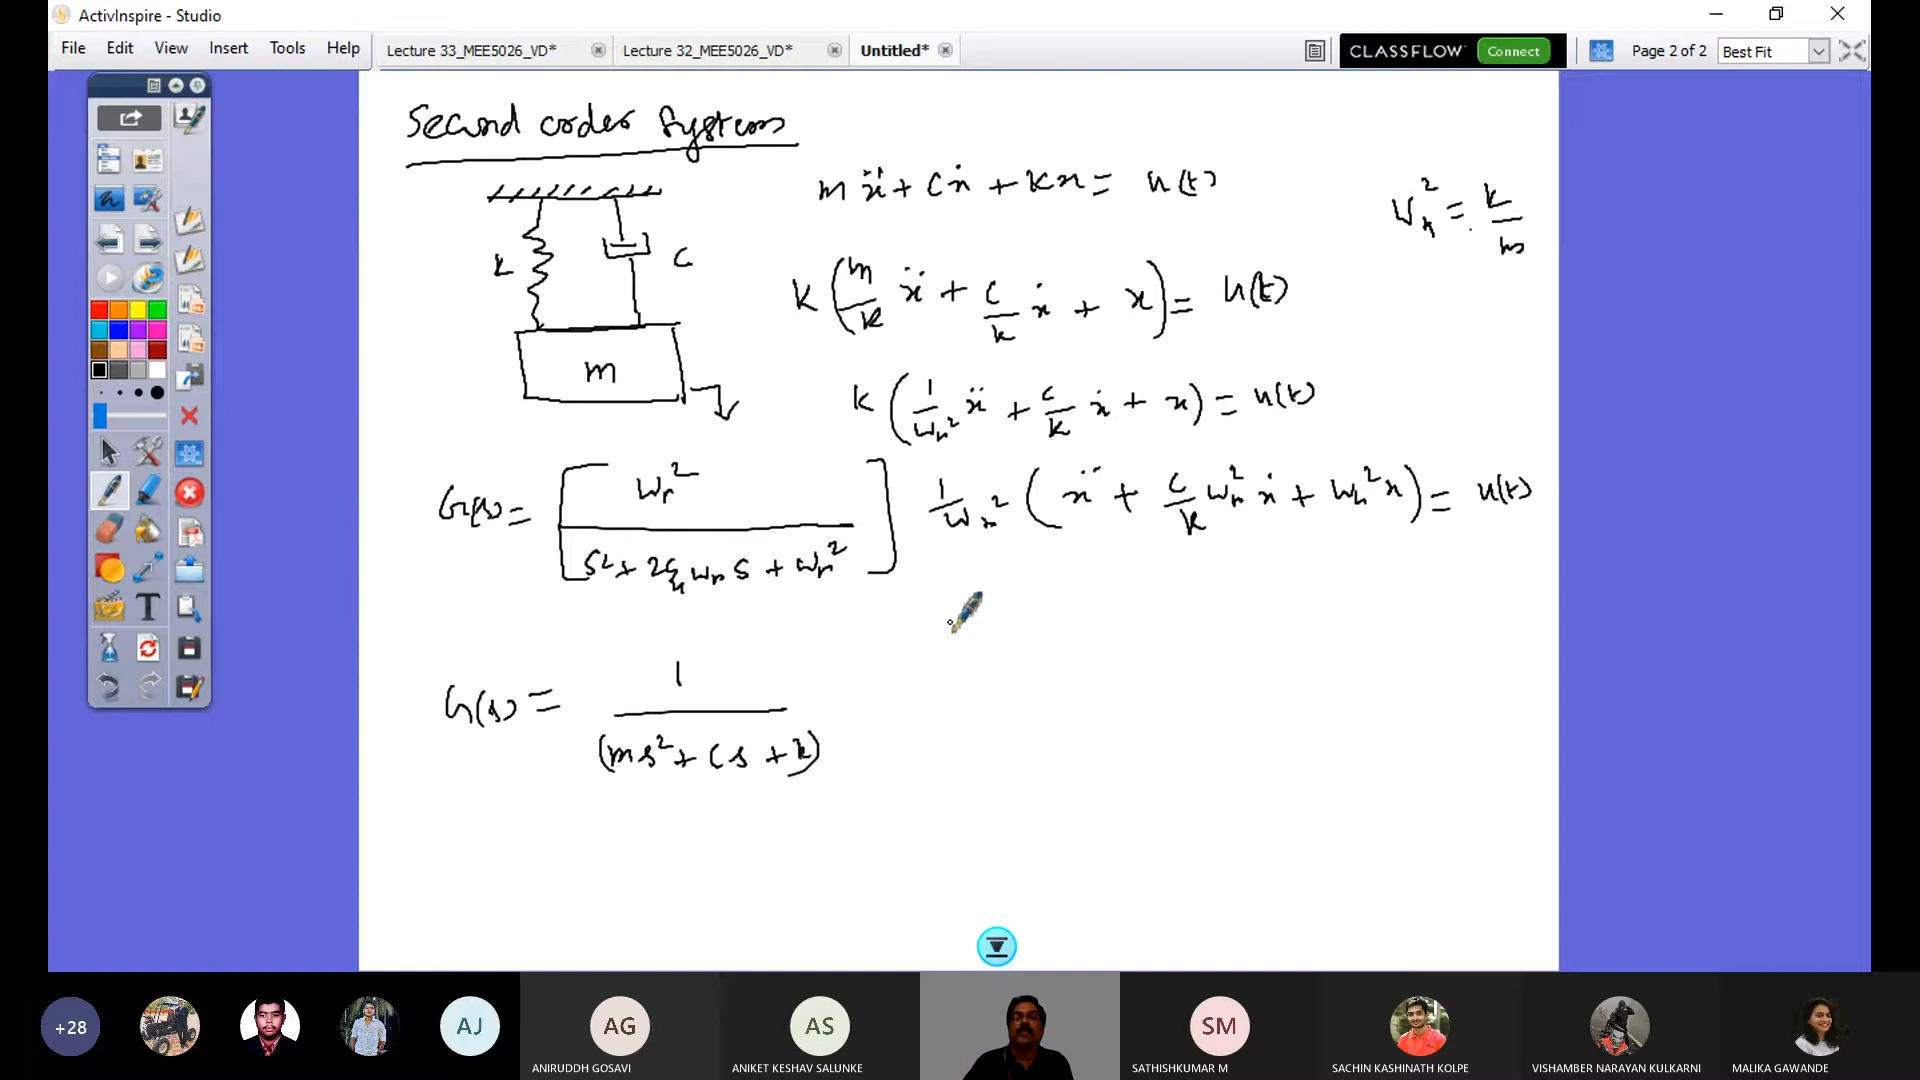 ActivInspire - Studio
File Edit View Insert Tools Help
Lecture 33_MEE5026_VD* Lecture 32_MEE5026_VD* Untitled*
CLASSFLOW Connect
Page 2 of 2 Best Fit
Second order Systems
mẍ + cẋ + kx = u(t)
ωn² = k/m
k c
k (m/k ẍ + c/k ẋ + x) = u(t)
m
k (1/ωn² ẍ + c/k ẋ + x) = u(t)
G(s) = [ωn² / s² + 2ξωn s + ωn²]
1/ωn² (ẍ + c/k ωn² ẋ + ωn² x) = u(t)
G(s) = 1 / (ms² + cs + k)
T
+28 AJ AG AS SM
ANIRUDDH GOSAVI ANIKET KESHAV SALUNKE SATHISHKUMAR M SACHIN KASHINATH KOLPE VISHAMBER NARAYAN KULKARNI MALIKA GAWANDE